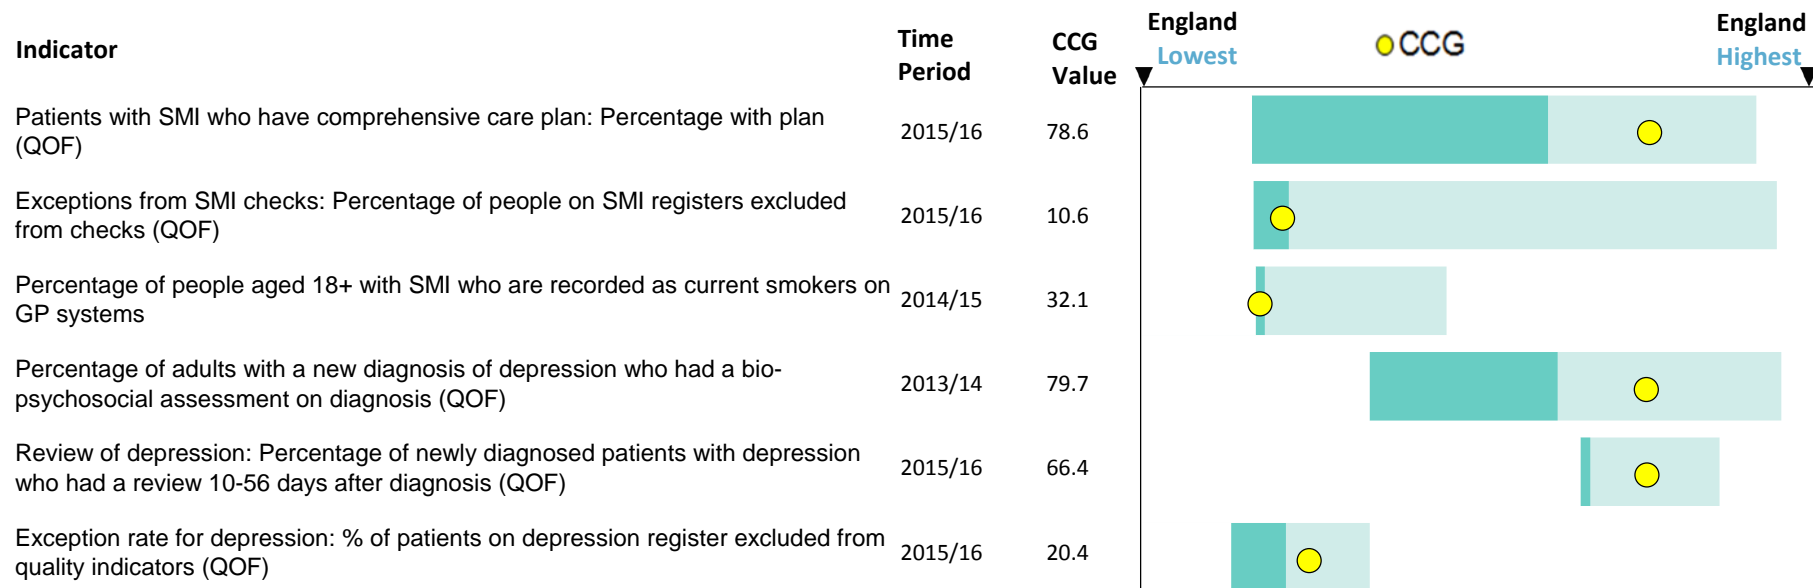 Indicator
Time Period
CCG Value
England Lowest
CCG
England Highest
Patients with SMI who have comprehensive care plan: Percentage with plan
(QOF)
2015/16
78.6
Exceptions from SMI checks: Percentage of people on SMI registers excluded
from checks (QOF)
2015/16
10.6
Percentage of people aged 18+ with SMI who are recorded as current smokers on
GP systems
2014/15
32.1
Percentage of adults with a new diagnosis of depression who had a bio-
psychosocial assessment on diagnosis (QOF)
2013/14
79.7
Review of depression: Percentage of newly diagnosed patients with depression
who had a review 10-56 days after diagnosis (QOF)
2015/16
66.4
Exception rate for depression: % of patients on depression register excluded from
quality indicators (QOF)
2015/16
20.4